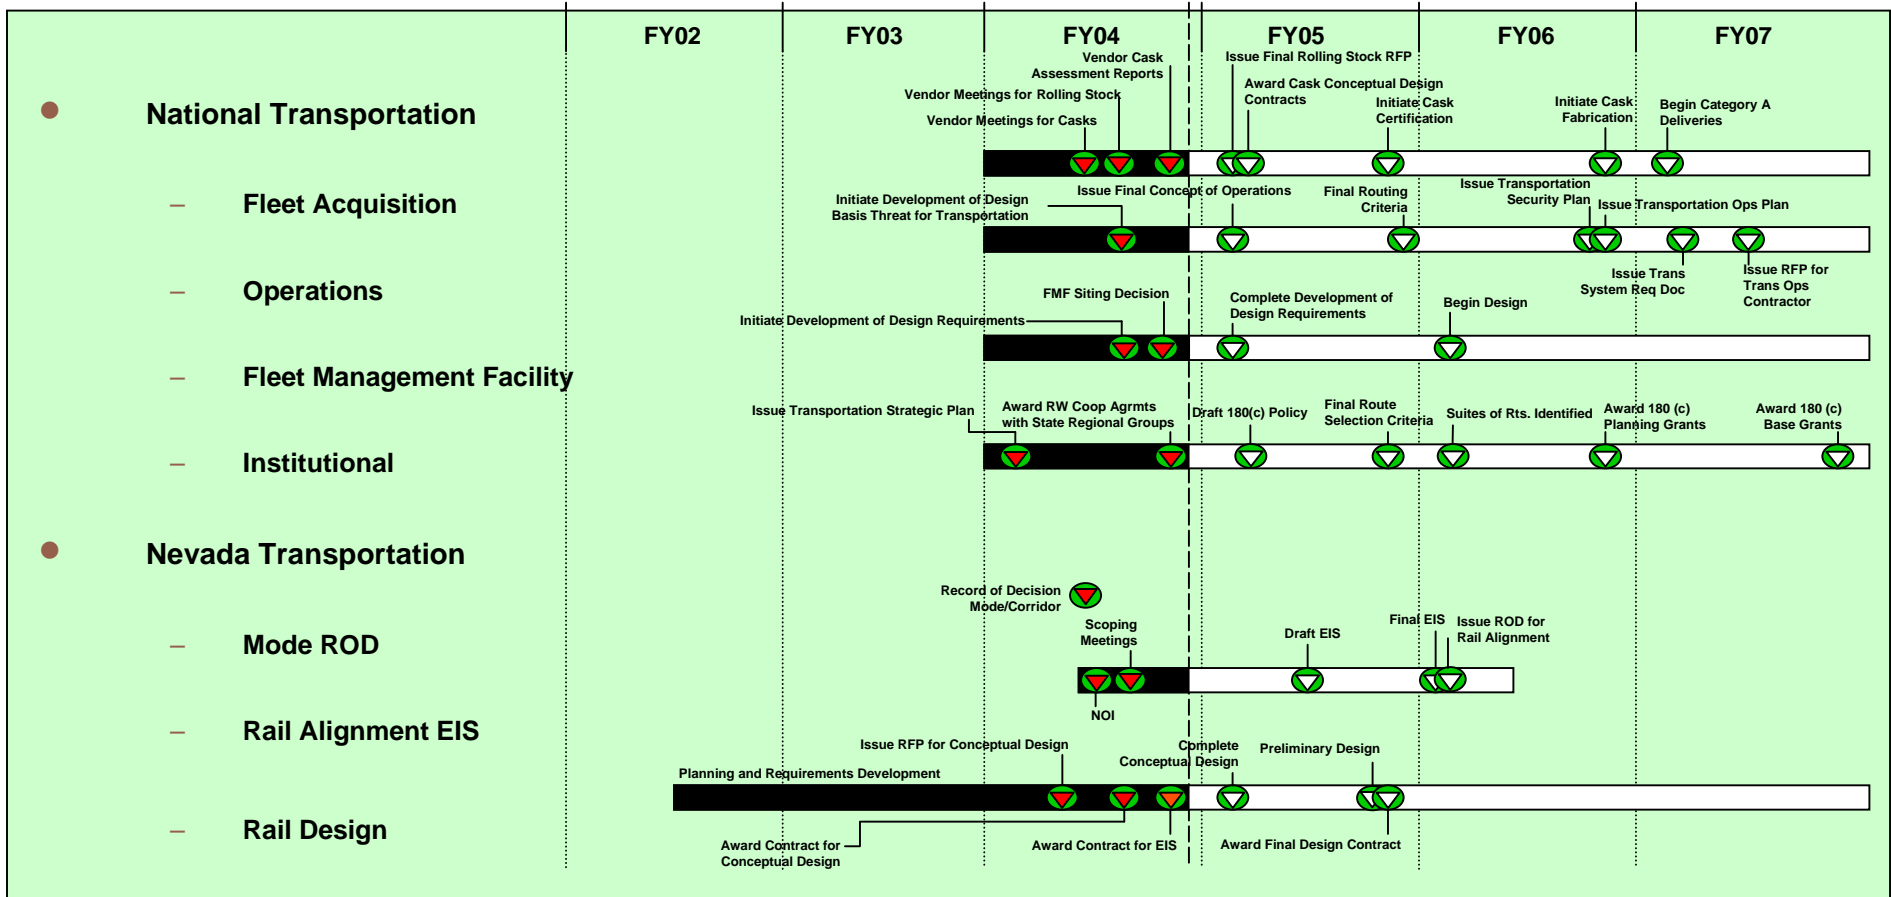 FY02
FY03
FY04
FY05
FY06
FY07
Vendor Cask
Assessment Reports
Issue Final Rolling Stock RFP
Vendor Meetings for Rolling Stock
Award Cask Conceptual Design
Contracts
Initiate Cask
Certification
Initiate Cask
Fabrication
Begin Category A
Deliveries
Vendor Meetings for Casks
● National Transportation
– Fleet Acquisition
Initiate Development of Design
Basis Threat for Transportation
Issue Final Concept of Operations
Final Routing
Criteria
Issue Transportation
Security Plan
Issue Transportation Ops Plan
Issue Trans
System Req Doc
Issue RFP for
Trans Ops
Contractor
– Operations
FMF Siting Decision
Initiate Development of Design Requirements
Complete Development of
Design Requirements
Begin Design
– Fleet Management Facility
Issue Transportation Strategic Plan
Award RW Coop Agrmts
with State Regional Groups
Draft 180(c) Policy
Final Route
Selection Criteria
Suites of Rts. Identified
Award 180 (c)
Planning Grants
Award 180 (c)
Base Grants
– Institutional
● Nevada Transportation
Record of Decision
Mode/Corridor
– Mode ROD
Scoping
Meetings
NOI
Draft EIS
Final EIS
Issue ROD for
Rail Alignment
– Rail Alignment EIS
Issue RFP for Conceptual Design
Planning and Requirements Development
Complete
Conceptual Design
Preliminary Design
– Rail Design
Award Contract for
Conceptual Design
Award Contract for EIS
Award Final Design Contract